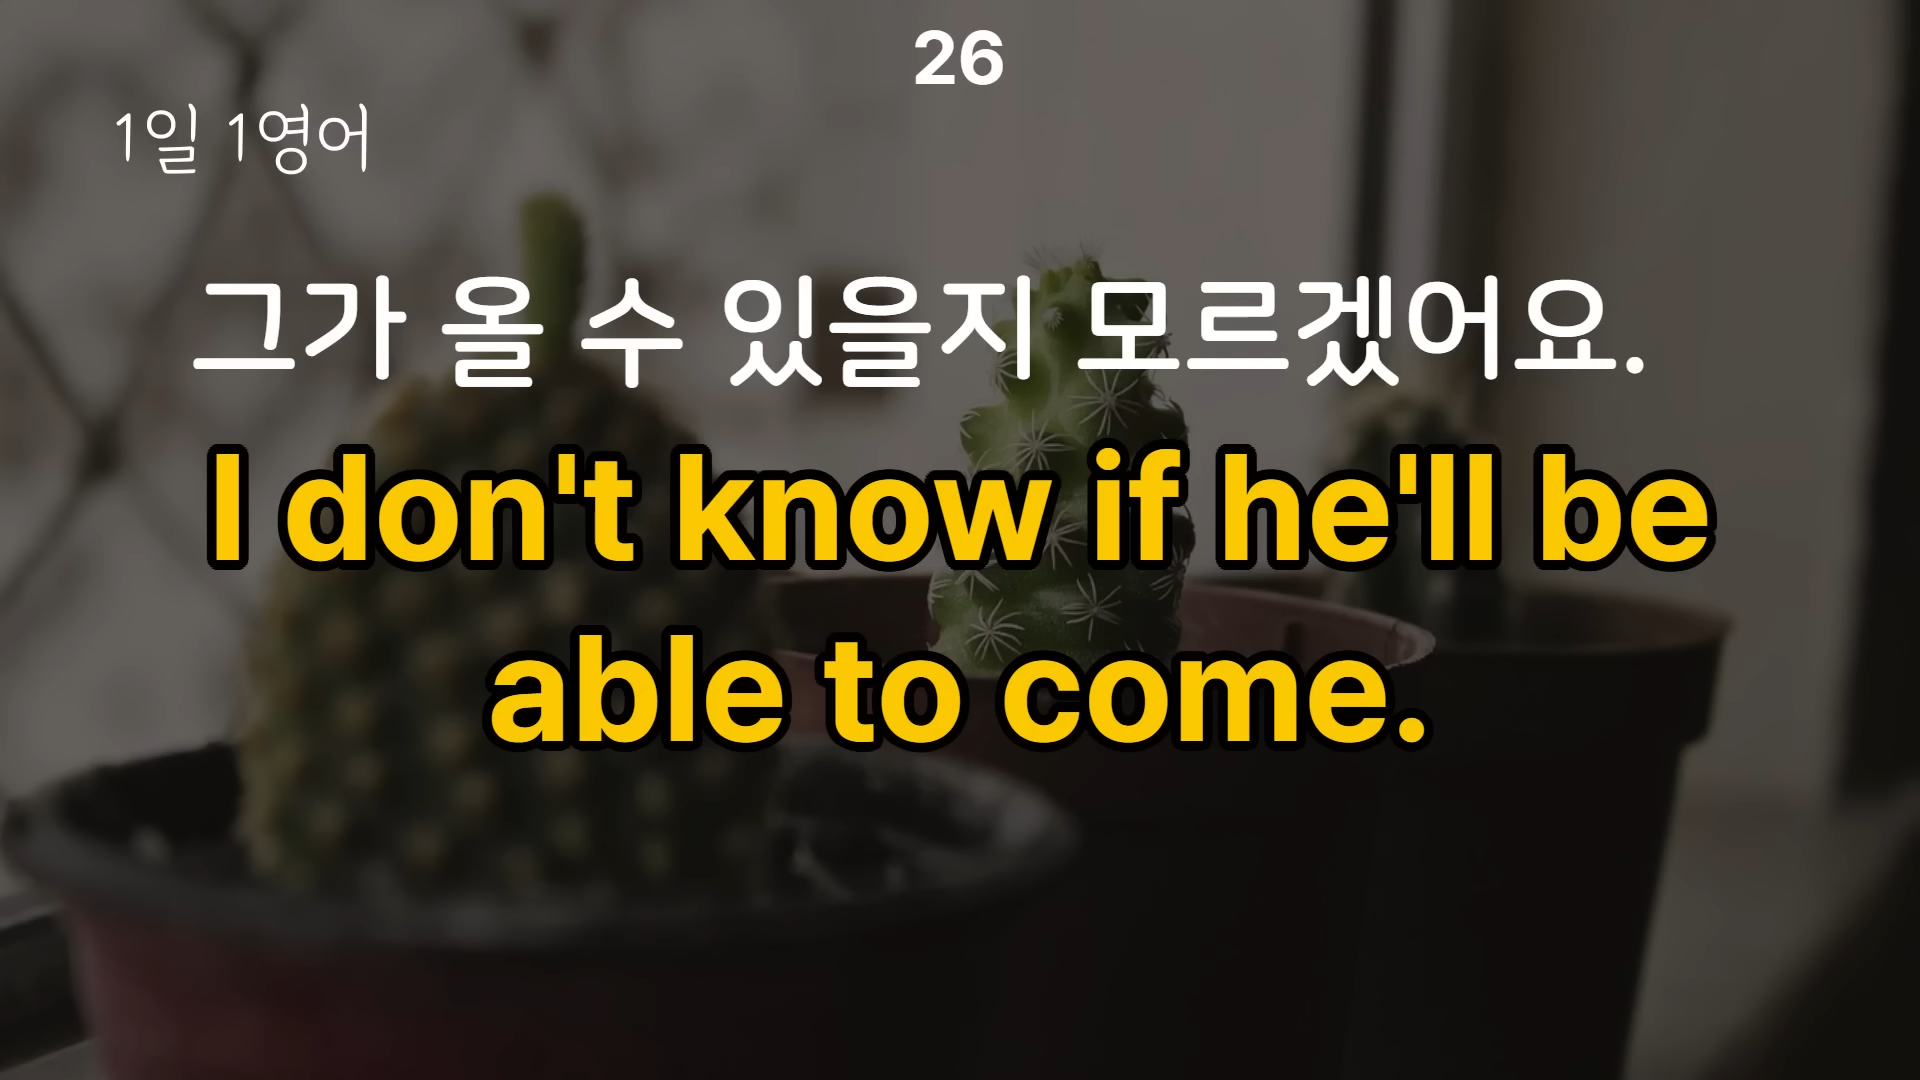 26
1일 1영어
그가 올 수 있을지 모르겠어요.
I don't know if he'll be
able to come.